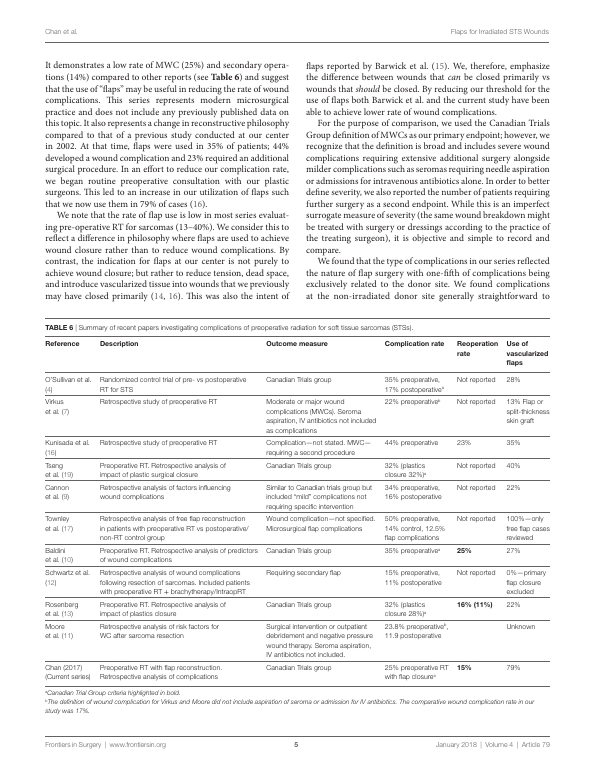 Chan et al.
Flaps for Irradiated STS Wounds
It demonstrates a low rate of MWC (25%) and secondary opera-
tions (14%) compared to other reports (see Table 6) and suggest
that the use of "flaps" may be useful in reducing the rate of wound
complications. This series represents modern microsurgical
practice and does not include any previously published data on
this topic. It also represents a change in reconstructive philosophy
compared to that of a previous study conducted at our center
in 2002. At that time, flaps were used in 35% of patients; 44%
developed a wound complication and 23% required an additional
surgical procedure. In an effort to reduce our complication rate,
we began routine preoperative consultation with our plastic
surgeons. This led to an increase in our utilization of flaps such
that we now use them in 79% of cases (16).
We note that the rate of flap use is low in most series evaluat-
ing pre-operative RT for sarcomas (13–40%). We consider this to
reflect a difference in philosophy where flaps are used to achieve
wound closure rather than to reduce wound complications. By
contrast, the indication for flaps at our center is not purely to
achieve wound closure; but rather to reduce tension, dead space,
and introduce vascularized tissue into wounds that we previously
may have closed primarily (14, 16). This was also the intent of
flaps reported by Barwick et al. (15). We, therefore, emphasize
the difference between wounds that can be closed primarily vs
wounds that should be closed. By reducing our threshold for the
use of flaps both Barwick et al. and the current study have been
able to achieve lower rate of wound complications.
For the purpose of comparison, we used the Canadian Trials
Group definition of MWCs as our primary endpoint; however, we
recognize that the definition is broad and includes severe wound
complications requiring extensive additional surgery alongside
milder complications such as seromas requiring needle aspiration
or admissions for intravenous antibiotics alone. In order to better
define severity, we also reported the number of patients requiring
further surgery as a second endpoint. While this is an imperfect
surrogate measure of severity (the same wound breakdown might
be treated with surgery or dressings according to the practice of
the treating surgeon), it is objective and simple to record and
compare.
We found that the type of complications in our series reflected
the nature of flap surgery with one-fifth of complications being
exclusively related to the donor site. We found complications
at the non-irradiated donor site generally straightforward to
TABLE 6 | Summary of recent papers investigating complications of preoperative radiation for soft tissue sarcomas (STSs).
Reference Description Outcome measure Complication rate Reoperation Use of
rate vascularized
flaps
O'Sullivan et al. Randomized control trial of pre- vs postoperative Canadian Trials group 35% preoperative, Not reported 28%
(4) RT for STS 17% postoperativeᵃ
Virkus Retrospective study of preoperative RT Moderate or major wound 22% preoperativeᵇ Not reported 13% Flap or
et al. (7) complications (MWCs). Seroma split-thickness
aspiration, IV antibiotics not included skin graft
as complications
Kunisada et al. Retrospective study of preoperative RT Complication—not stated. MWC— 44% preoperative 23% 35%
(16) requiring a second procedure
Tseng Preoperative RT. Retrospective analysis of Canadian Trials group 32% (plastics Not reported 40%
et al. (19) impact of plastic surgical closure closure 32%)ᵃ
Cannon Retrospective analysis of factors influencing Similar to Canadian trials group but 34% preoperative, Not reported 22%
et al. (9) wound complications included "mild" complications not 16% postoperative
requiring specific intervention
Townley Retrospective analysis of free flap reconstruction Wound complication—not specified. 50% preoperative, Not reported 100%—only
et al. (17) in patients with preoperative RT vs postoperative/ Microsurgical flap complications 14% control, 12.5% free flap cases
non-RT control group flap complications reviewed
Baldini Preoperative RT. Retrospective analysis of predictors Canadian Trials group 35% preoperativeᵃ 25% 27%
et al. (10) of wound complications
Schwartz et al. Retrospective analysis of wound complications Requiring secondary flap 15% preoperative, Not reported 0%—primary
(12) following resection of sarcomas. Included patients 11% postoperative flap closure
with preoperative RT + brachytherapy/IntraopRT excluded
Rosenberg Preoperative RT. Retrospective analysis of Canadian Trials group 32% (plastics 16% (11%) 22%
et al. (13) impact of plastics closure closure 28%)ᵃ
Moore Retrospective analysis of risk factors for Surgical intervention or outpatient 23.8% preoperativeᵇ, Unknown
et al. (11) WC after sarcoma resection debridement and negative pressure 11.9 postoperative
wound therapy. Seroma aspiration,
IV antibiotics not included.
Chan (2017) Preoperative RT with flap reconstruction. Canadian Trials group 25% preoperative RT 15% 79%
(Current series) Retrospective analysis of complications with flap closureᵃ
ᵃCanadian Trial Group criteria highlighted in bold.
ᵇThe definition of wound complication for Virkus and Moore did not include aspiration of seroma or admission for IV antibiotics. The comparative wound complication rate in our
study was 17%.
Frontiers in Surgery | www.frontiersin.org
5
January 2018 | Volume 4 | Article 79